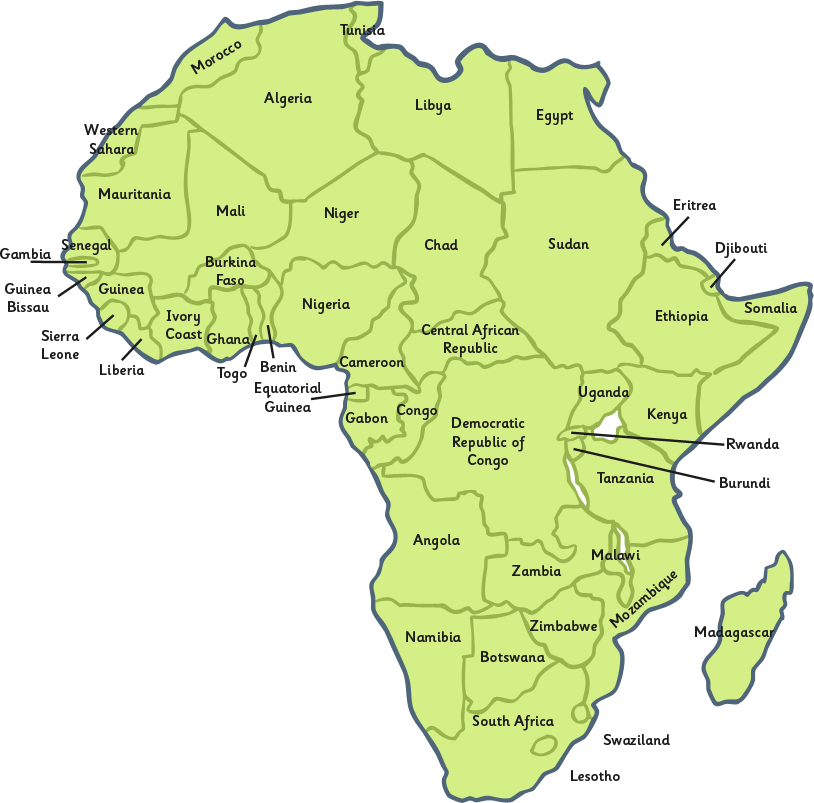 Tunisia
Morocco
Algeria
Libya
Egypt
Western
Sahara
Mauritania
Mali
Niger
Chad
Sudan
Eritrea
Djibouti
Senegal
Gambia
Guinea
Bissau
Guinea
Burkina
Faso
Nigeria
Ethiopia
Somalia
Sierra
Leone
Liberia
Ivory
Coast
Ghana
Togo
Benin
Central African
Republic
Cameroon
Equatorial
Guinea
Gabon
Congo
Democratic
Republic of
Congo
Uganda
Kenya
Rwanda
Burundi
Tanzania
Angola
Zambia
Malawi
Mozambique
Madagascar
Namibia
Botswana
Zimbabwe
South Africa
Swaziland
Lesotho